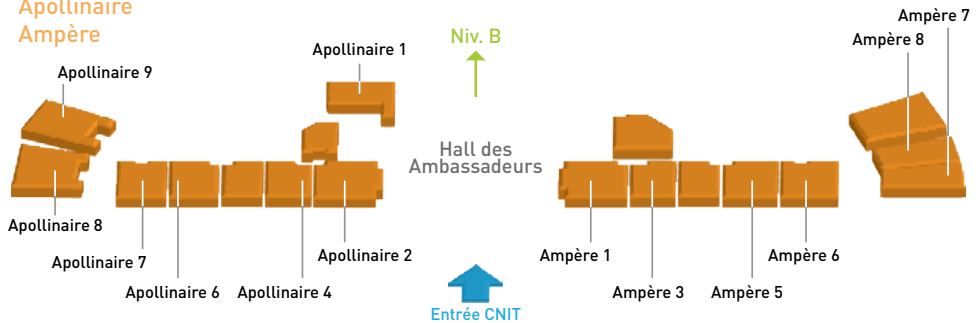 Apollinaire
Ampère
Apollinaire 1
Niv. B
Ampère 7
Ampère 8
Apollinaire 9
Hall des
Ambassadeurs
Apollinaire 8
Apollinaire 7
Apollinaire 2
Ampère 1
Ampère 6
Apollinaire 6
Apollinaire 4
Ampère 3
Ampère 5
Entrée CNIT